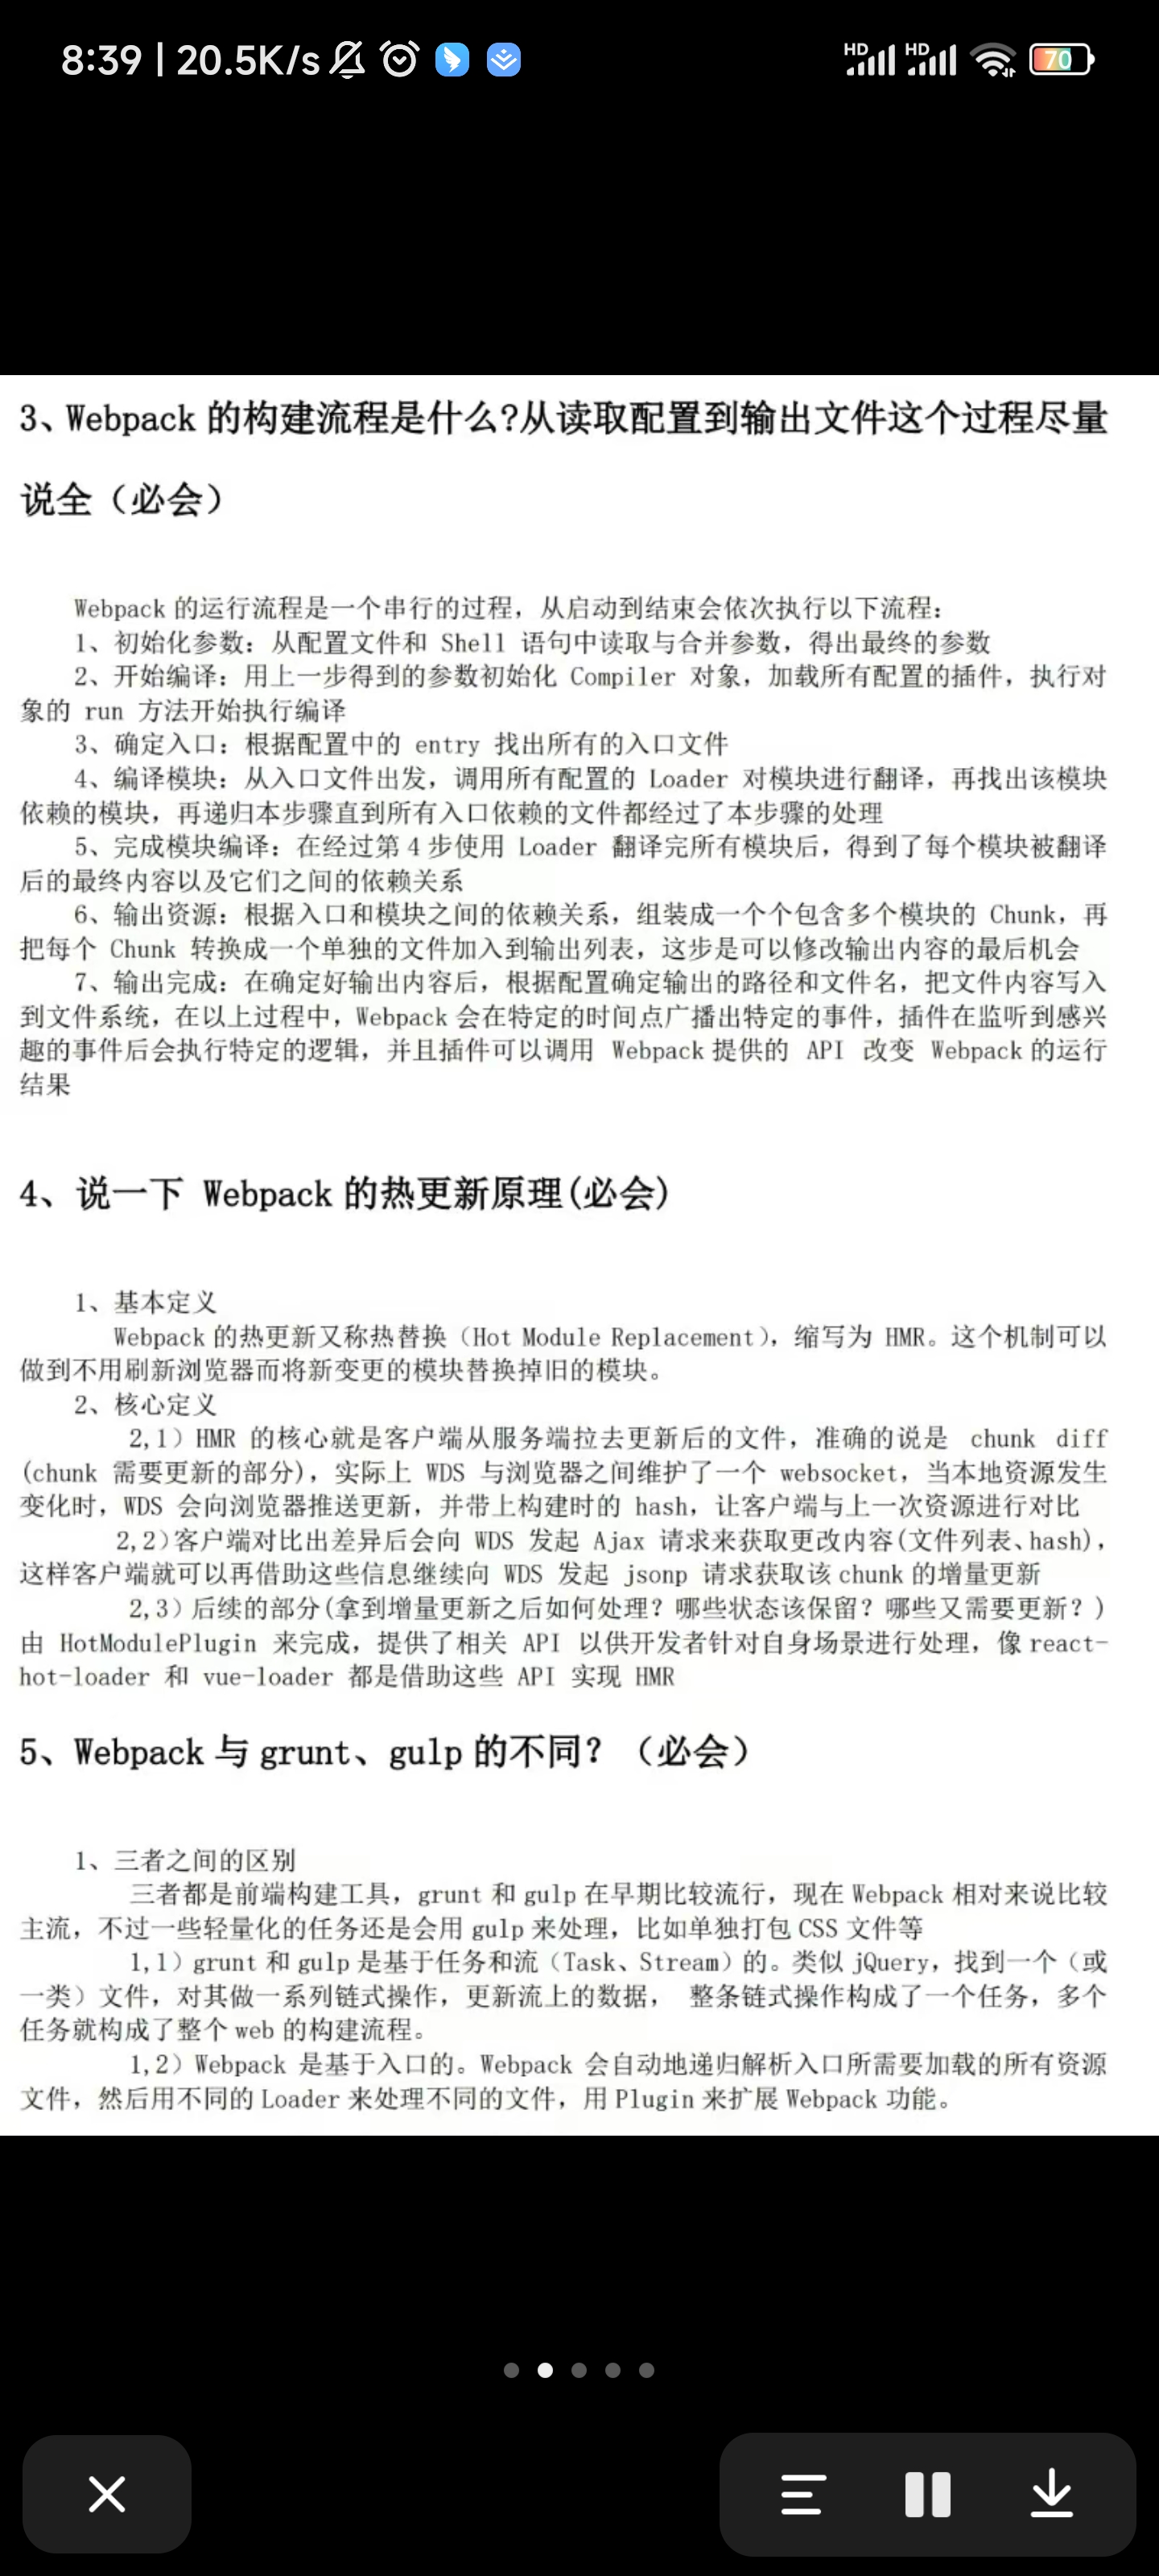 8:39 | 20.5K/s
HD HD 70
3、Webpack 的构建流程是什么?从读取配置到输出文件这个过程尽量
说全（必会）
Webpack 的运行流程是一个串行的过程，从启动到结束会依次执行以下流程：
1、初始化参数：从配置文件和 Shell 语句中读取与合并参数，得出最终的参数
2、开始编译：用上一步得到的参数初始化 Compiler 对象，加载所有配置的插件，执行对
象的 run 方法开始执行编译
3、确定入口：根据配置中的 entry 找出所有的入口文件
4、编译模块：从入口文件出发，调用所有配置的 Loader 对模块进行翻译，再找出该模块
依赖的模块，再递归本步骤直到所有入口依赖的文件都经过了本步骤的处理
5、完成模块编译：在经过第 4 步使用 Loader 翻译完所有模块后，得到了每个模块被翻译
后的最终内容以及它们之间的依赖关系
6、输出资源：根据入口和模块之间的依赖关系，组装成一个个包含多个模块的 Chunk，再
把每个 Chunk 转换成一个单独的文件加入到输出列表，这步是可以修改输出内容的最后机会
7、输出完成：在确定好输出内容后，根据配置确定输出的路径和文件名，把文件内容写入
到文件系统，在以上过程中，Webpack 会在特定的时间点广播出特定的事件，插件在监听到感兴
趣的事件后会执行特定的逻辑，并且插件可以调用 Webpack 提供的 API 改变 Webpack 的运行
结果
4、说一下 Webpack 的热更新原理(必会)
1、基本定义
Webpack 的热更新又称热替换（Hot Module Replacement），缩写为 HMR。这个机制可以
做到不用刷新浏览器而将新变更的模块替换掉旧的模块。
2、核心定义
2,1）HMR 的核心就是客户端从服务端拉去更新后的文件，准确的说是 chunk diff
(chunk 需要更新的部分)，实际上 WDS 与浏览器之间维护了一个 websocket，当本地资源发生
变化时，WDS 会向浏览器推送更新，并带上构建时的 hash，让客户端与上一次资源进行对比
2,2）客户端对比出差异后会向 WDS 发起 Ajax 请求来获取更改内容(文件列表、hash)，
这样客户端就可以再借助这些信息继续向 WDS 发起 jsonp 请求获取该 chunk 的增量更新
2,3）后续的部分(拿到增量更新之后如何处理？哪些状态该保留？哪些又需要更新？)
由 HotModulePlugin 来完成，提供了相关 API 以供开发者针对自身场景进行处理，像 react-
hot-loader 和 vue-loader 都是借助这些 API 实现 HMR
5、Webpack 与 grunt、gulp 的不同？（必会）
1、三者之间的区别
三者都是前端构建工具，grunt 和 gulp 在早期比较流行，现在 Webpack 相对来说比较
主流，不过一些轻量化的任务还是会用 gulp 来处理，比如单独打包 CSS 文件等
1,1）grunt 和 gulp 是基于任务和流（Task、Stream）的。类似 jQuery，找到一个（或
一类）文件，对其做一系列链式操作，更新流上的数据， 整条链式操作构成了一个任务，多个
任务就构成了整个 web 的构建流程。
1,2）Webpack 是基于入口的。Webpack 会自动地递归解析入口所需要加载的所有资源
文件，然后用不同的 Loader 来处理不同的文件，用 Plugin 来扩展 Webpack 功能。